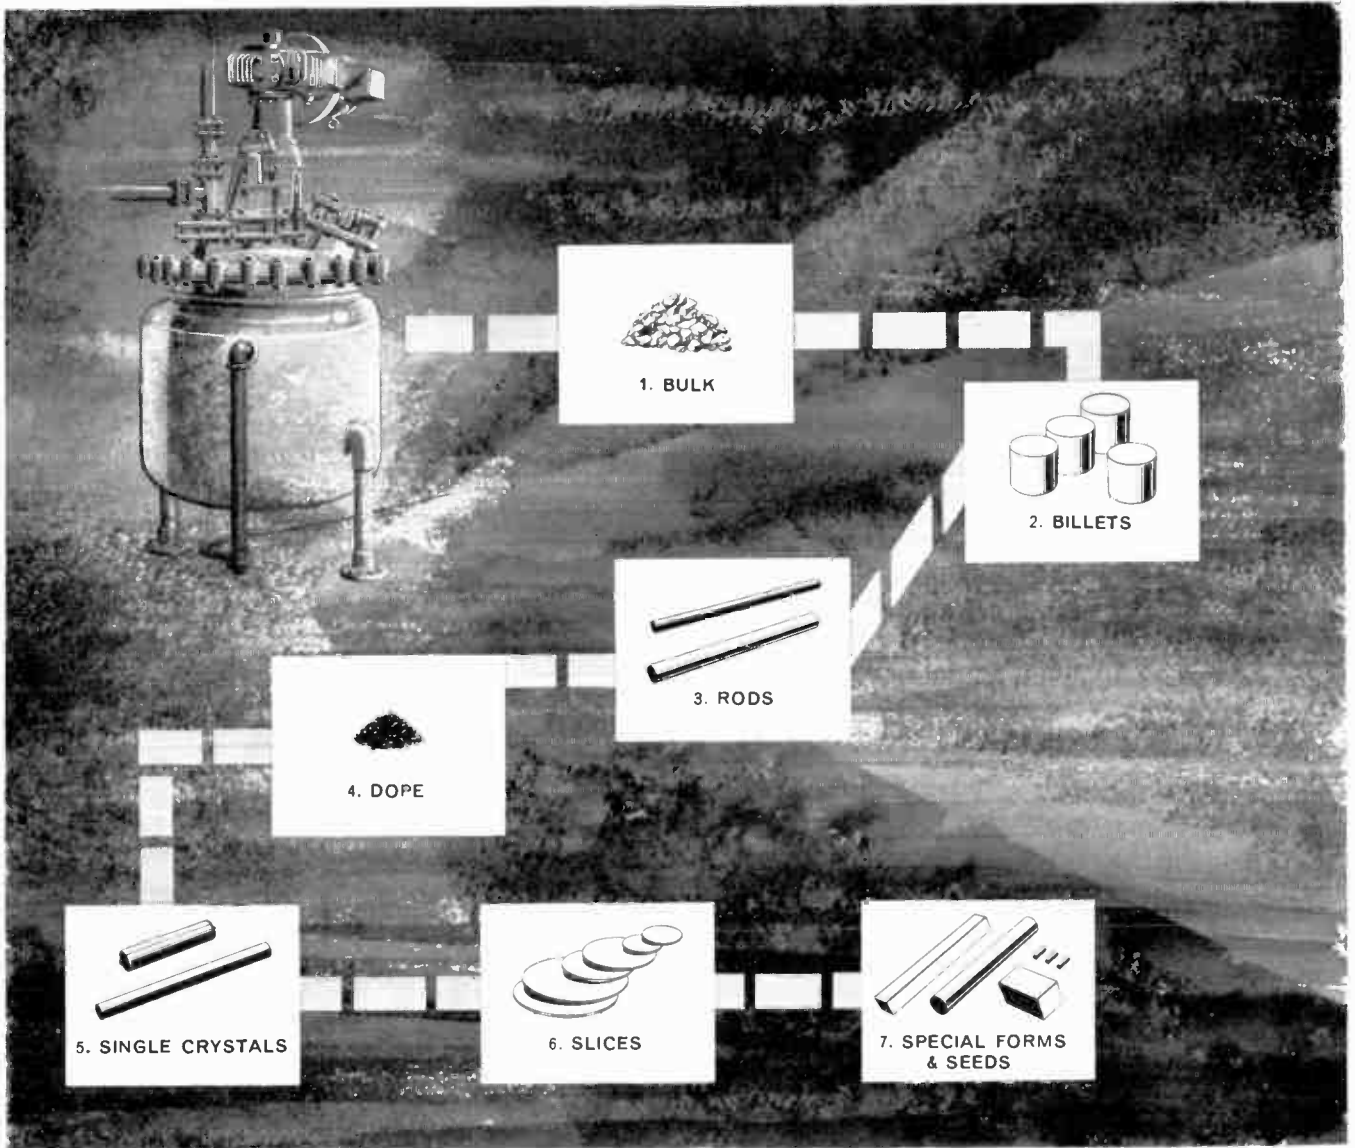 1. BULK
2. BILLETS
3. RODS
4. DOPE
5. SINGLE CRYSTALS
6. SLICES
7. SPECIAL FORMS
& SEEDS